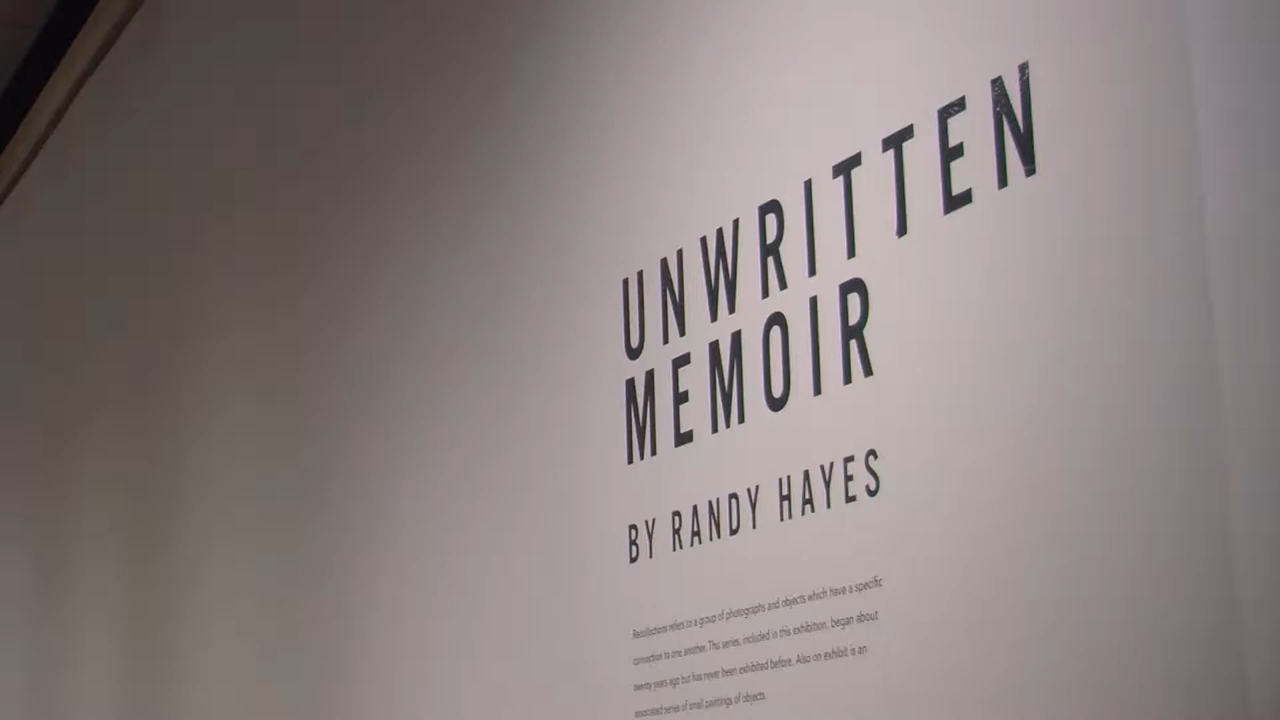 UNWRITTEN
MEMOIR
BY RANDY HAYES
Recollections refers to a group of photographs and objects which have a specific
connection to one another. This series, included in this exhibition, began about
twenty years ago but has never been exhibited before. Also on exhibit is an
associated series of small paintings of objects.